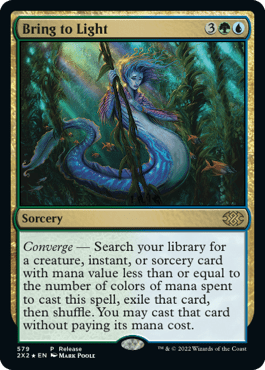 Bring to Light 3
Sorcery
Converge — Search your library for
a creature, instant, or sorcery card
with mana value less than or equal to
the number of colors of mana spent
to cast this spell, exile that card,
then shuffle. You may cast that card
without paying its mana cost.
579 P Release
2X2 ★ EN Mark Poole
™ & © 2022 Wizards of the Coast